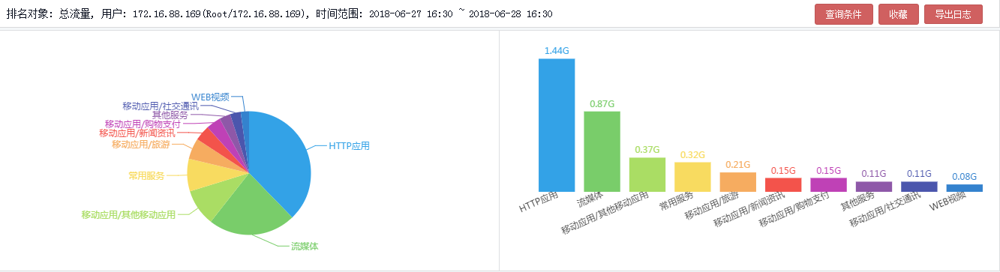 排名对象: 总流量, 用户: 172.16.88.169(Root/172.16.88.169), 时间范围: 2018-06-27 16:30 ~ 2018-06-28 16:30
查询条件
收藏
导出日志
WEB视频
移动应用/社交通讯
其他服务
移动应用/购物支付
移动应用/新闻资讯
移动应用/旅游
常用服务
移动应用/其他移动应用
HTTP应用
流媒体
1.44G
0.87G
0.37G
0.32G
0.21G
0.15G
0.15G
0.11G
0.11G
0.08G
HTTP应用
流媒体
移动应用/其他移动应用
常用服务
移动应用/旅游
移动应用/新闻资讯
移动应用/购物支付
其他服务
移动应用/社交通讯
WEB视频